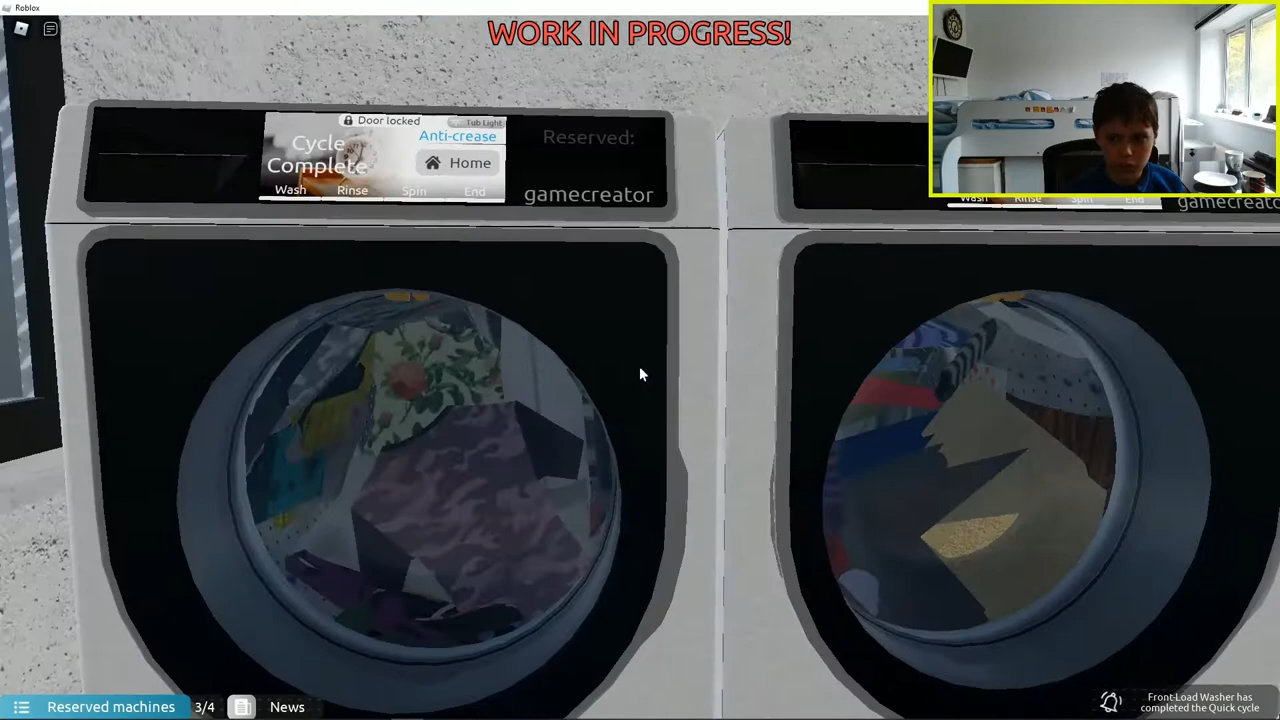 Roblox
WORK IN PROGRESS!
Door locked
Tub Light
Cycle
Complete
Anti-crease
Home
Wash Rinse Spin End
Reserved:
gamecreator
Wash Rinse Spin End
gamecreato
Reserved machines 3/4 News
Front-Load Washer has
completed the Quick cycle